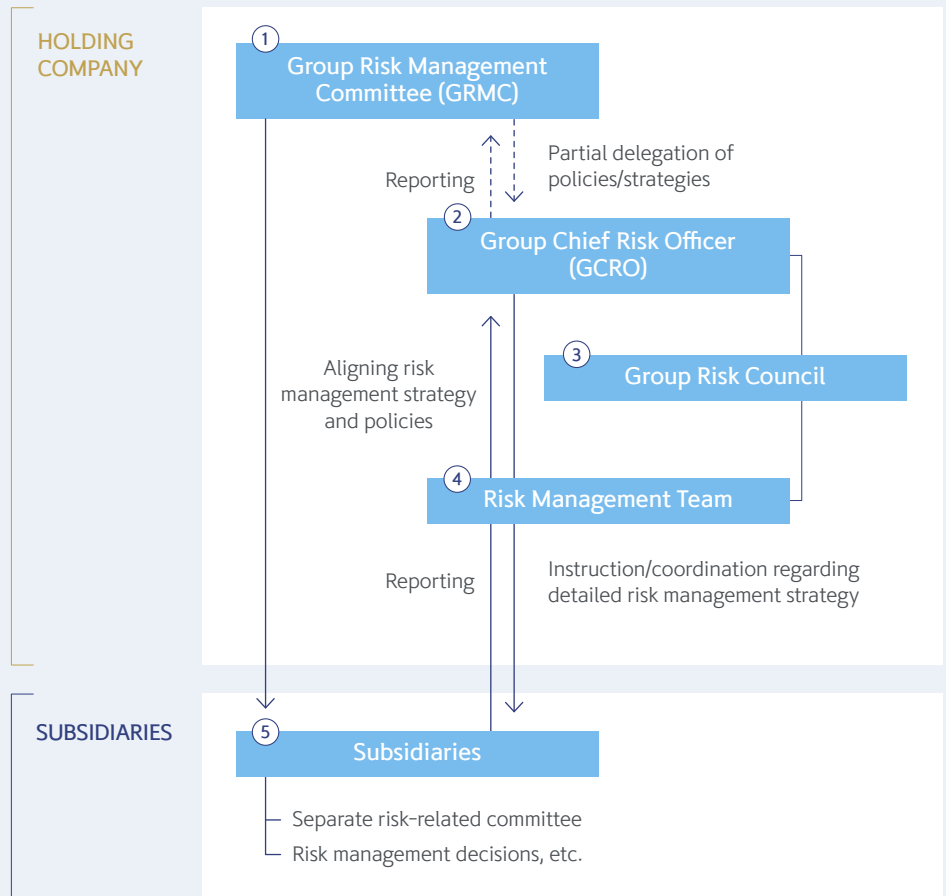 HOLDING
COMPANY
1
Group Risk Management
Committee (GRMC)
Reporting
Partial delegation of
policies/strategies
2
Group Chief Risk Officer
(GCRO)
Aligning risk
management strategy
and policies
3
Group Risk Council
4
Risk Management Team
Reporting
Instruction/coordination regarding
detailed risk management strategy
SUBSIDIARIES
5
Subsidiaries
Separate risk-related committee
Risk management decisions, etc.